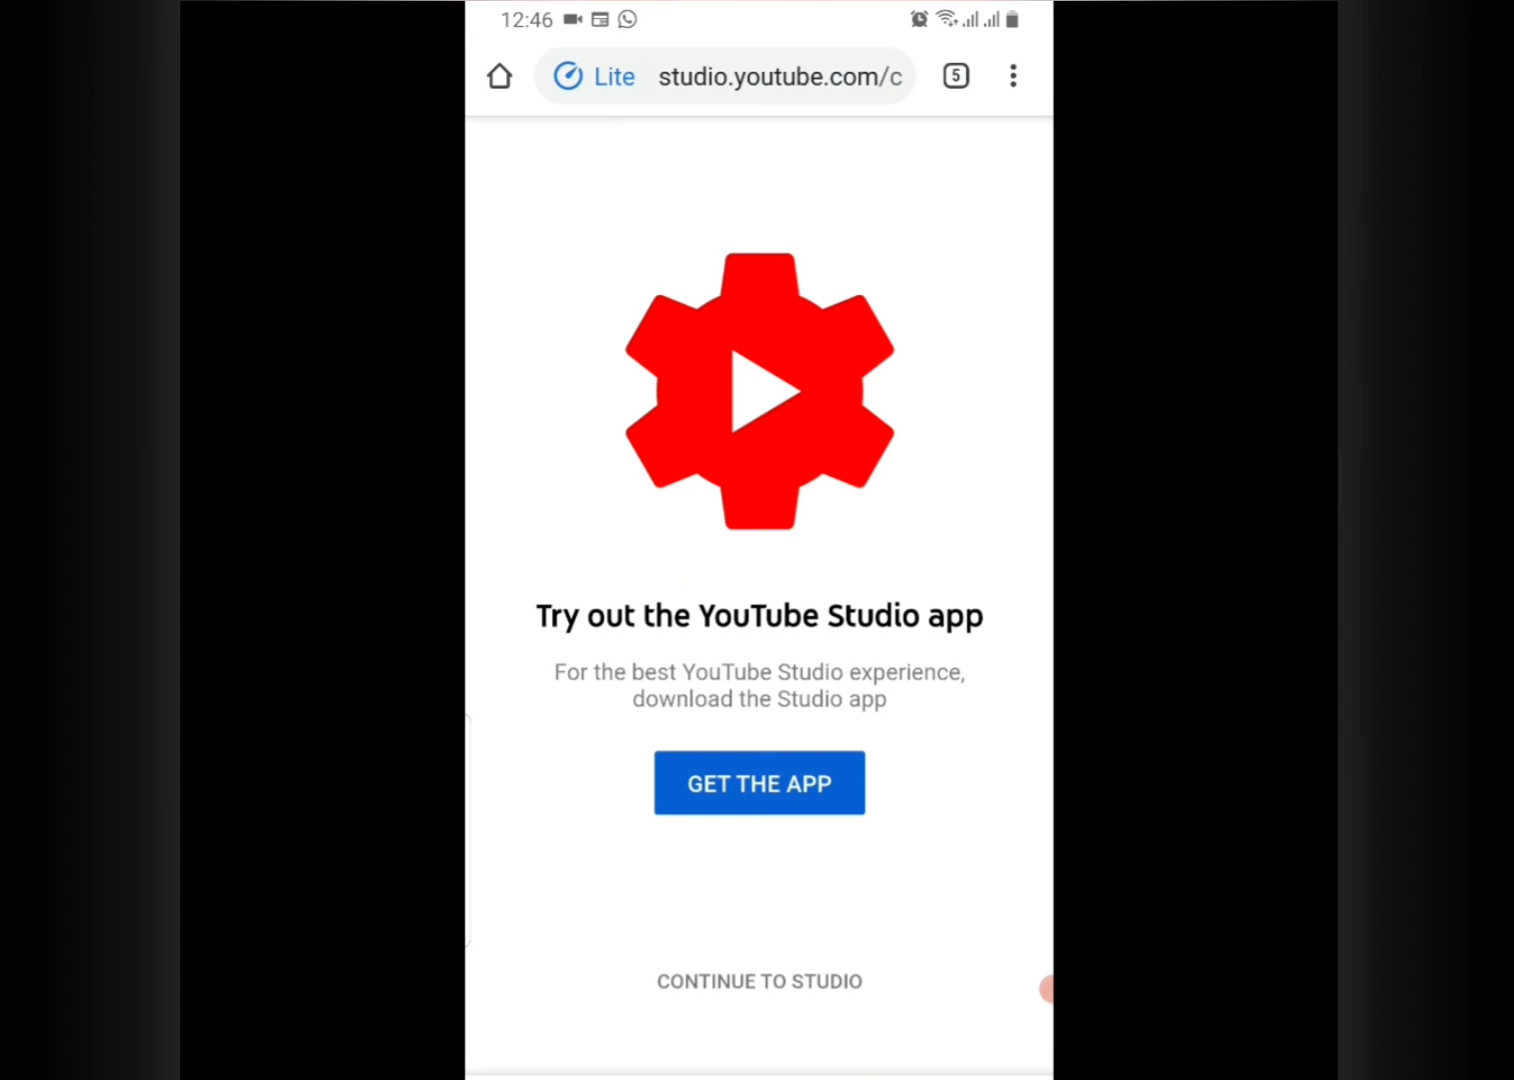 12:46
Lite studio.youtube.com/c 5
Try out the YouTube Studio app
For the best YouTube Studio experience,
download the Studio app
GET THE APP
CONTINUE TO STUDIO